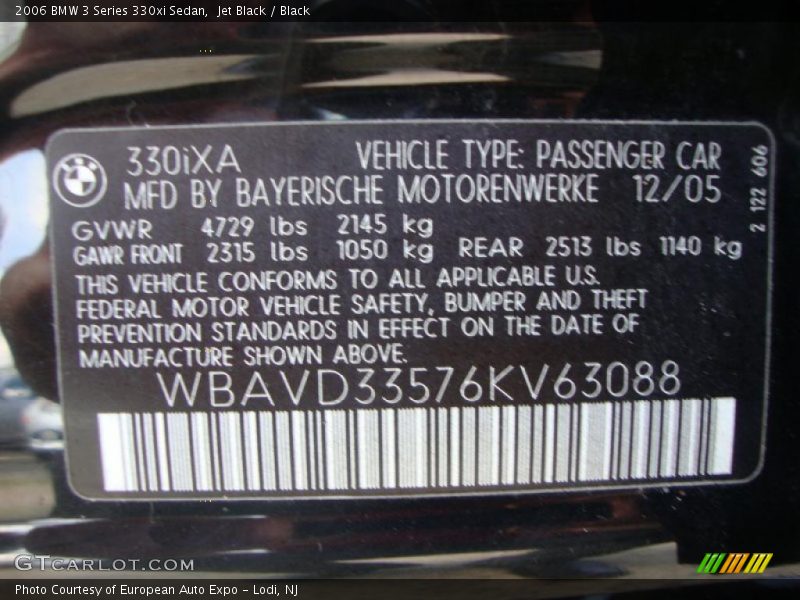 2006 BMW 3 Series 330xi Sedan,  Jet Black / Black
330iXA VEHICLE TYPE: PASSENGER CAR
MFD BY BAYERISCHE MOTORENWERKE 12/05
GVWR 4729 lbs 2145 kg
GAWR FRONT 2315 lbs 1050 kg REAR 2513 lbs 1140 kg
THIS VEHICLE CONFORMS TO ALL APPLICABLE U.S.
FEDERAL MOTOR VEHICLE SAFETY, BUMPER AND THEFT
PREVENTION STANDARDS IN EFFECT ON THE DATE OF
MANUFACTURE SHOWN ABOVE.
WBAVD33576KV63088
2 122 606
GTCARLOT.COM
Photo Courtesy of European Auto Expo - Lodi, NJ